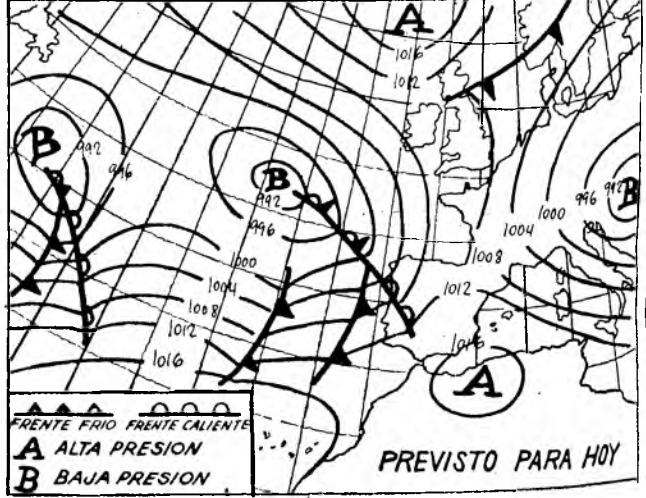 A
1016
1012
B
992
996
B
992
996
1000
1004
1008
1012
1016
1000
996
992
B
1004
1008
1012
1016
A
FRENTE FRIO FRENTE CALIENTE
A ALTA PRESION
B BAJA PRESION
PREVISTO PARA HOY